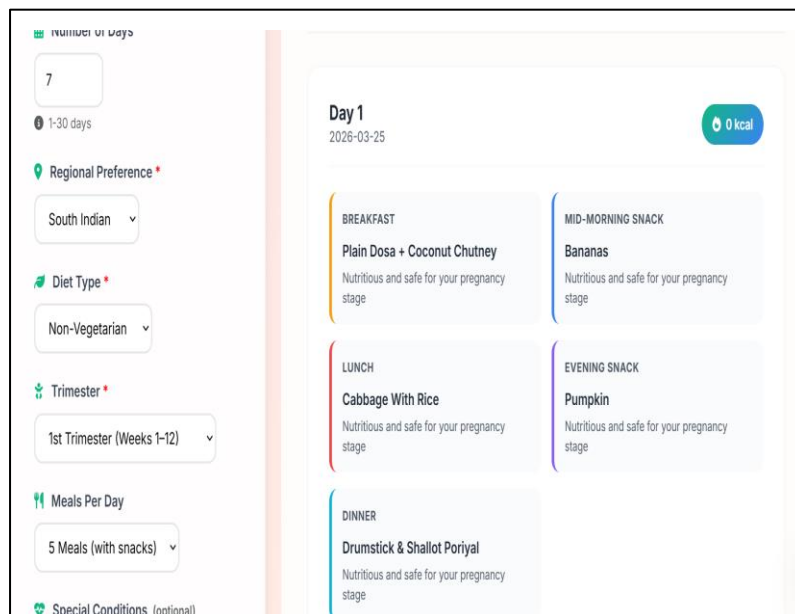 Number of Days
7
1-30 days
Regional Preference *
South Indian
Diet Type *
Non-Vegetarian
Trimester *
1st Trimester (Weeks 1–12)
Meals Per Day
5 Meals (with snacks)
Special Conditions (optional)
Day 1
2026-03-25
0 kcal
BREAKFAST
Plain Dosa + Coconut Chutney
Nutritious and safe for your pregnancy
stage
MID-MORNING SNACK
Bananas
Nutritious and safe for your pregnancy
stage
LUNCH
Cabbage With Rice
Nutritious and safe for your pregnancy
stage
EVENING SNACK
Pumpkin
Nutritious and safe for your pregnancy
stage
DINNER
Drumstick & Shallot Poriyal
Nutritious and safe for your pregnancy
stage